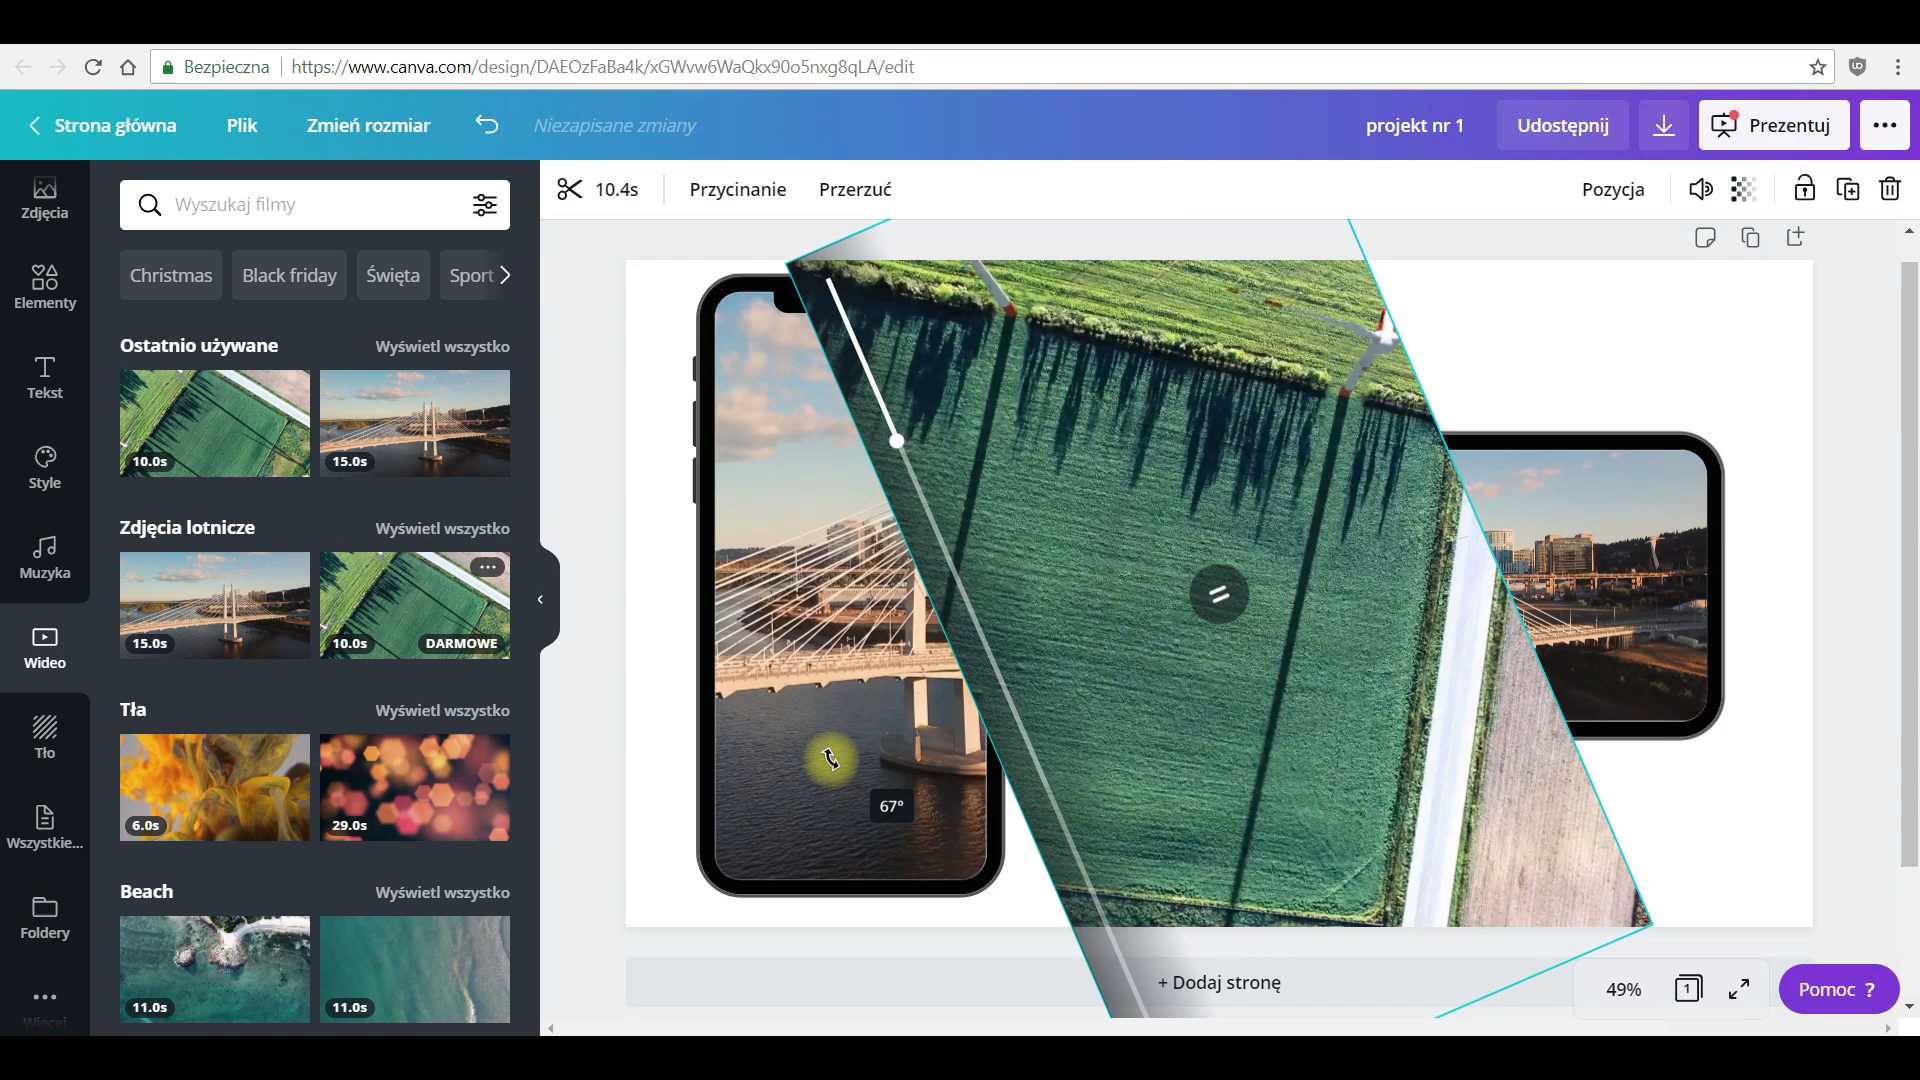 Bezpieczna
https://www.canva.com/design/DAEOzFaBa4k/xGWvw6WaQkx90o5nxg8qLA/edit
Strona główna
Plik
Zmień rozmiar
Niezapisane zmiany
projekt nr 1
Udostępnij
Prezentuj
Zdjęcia
Elementy
Tekst
Style
Muzyka
Wideo
Tło
Wszystkie...
Foldery
Więcej
Wyszukaj filmy
Christmas
Black friday
Święta
Sport
Ostatnio używane
Wyświetl wszystko
10.0s
15.0s
Zdjęcia lotnicze
Wyświetl wszystko
15.0s
10.0s
DARMOWE
Tła
Wyświetl wszystko
6.0s
29.0s
Beach
Wyświetl wszystko
11.0s
11.0s
10.4s
Przycinanie
Przerzuć
Pozycja
67°
+ Dodaj stronę
49%
1
Pomoc ?